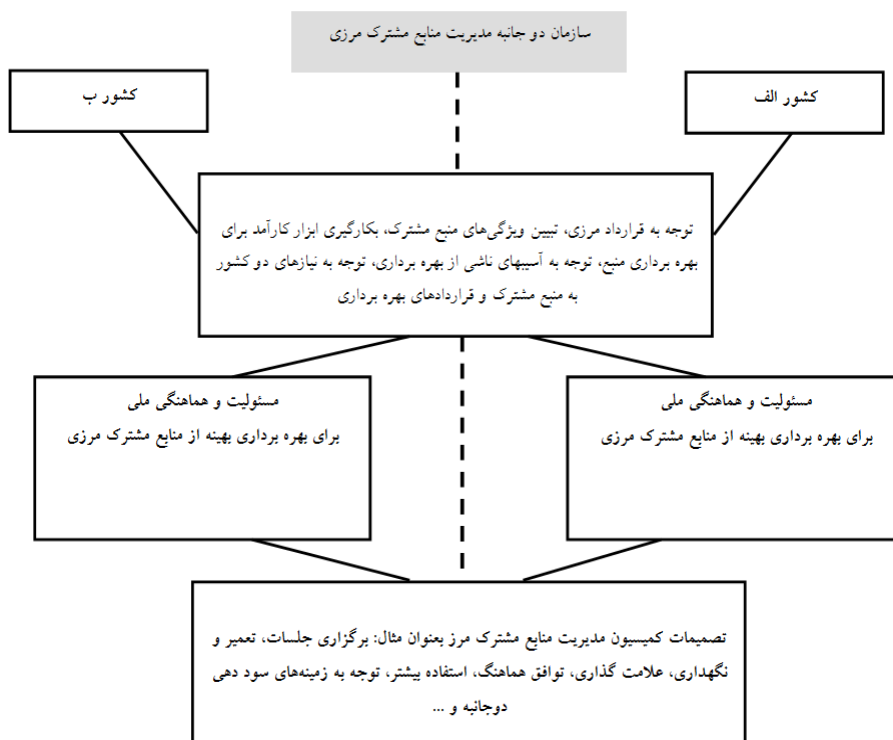 سازمان دو جانبه مدیریت منابع مشترک مرزی
کشور الف
کشور ب
توجه به قرارداد مرزی، تبیین ویژگی‌های منبع مشترک، بکارگیری ابزار کارآمد برای
بهره برداری منبع، توجه به آسیبهای ناشی از بهره برداری، توجه به نیازهای دو کشور
به منبع مشترک و قراردادهای بهره برداری
مسئولیت و هماهنگی ملی
برای بهره برداری بهینه از منابع مشترک مرزی
مسئولیت و هماهنگی ملی
برای بهره برداری بهینه از منابع مشترک مرزی
تصمیمات کمیسیون مدیریت منابع مشترک مرز بعنوان مثال: برگزاری جلسات، تعمیر و
نگهداری، علامت گذاری، توافق هماهنگ، استفاده بیشتر، توجه به زمینه‌های سود دهی
دوجانبه و ...